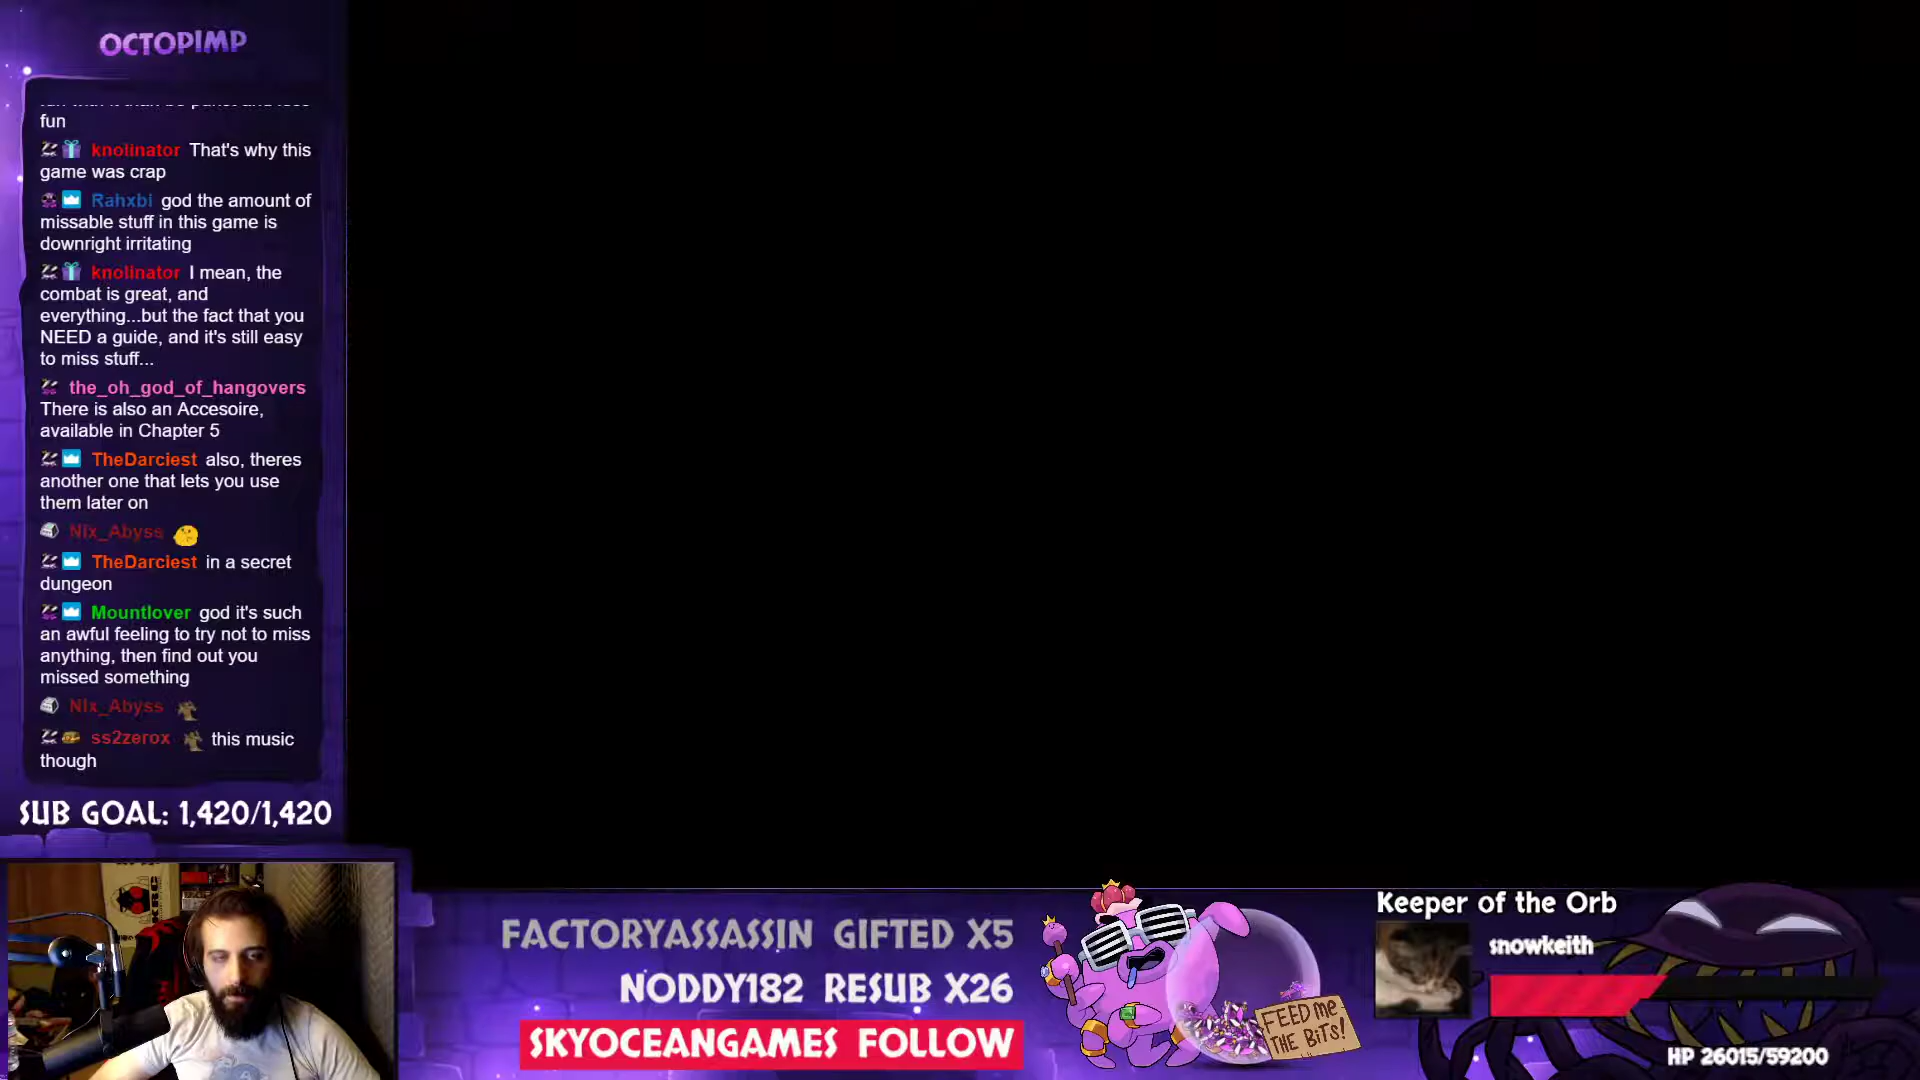 OCTOPIMP
fun
knolinator That's why this
game was crap
Rahxbi god the amount of
missable stuff in this game is
downright irritating
knolinator I mean, the
combat is great, and
everything...but the fact that you
NEED a guide, and it's still easy
to miss stuff...
the_oh_god_of_hangovers
There is also an Accesoire,
available in Chapter 5
TheDarciest also, theres
another one that lets you use
them later on
Nix_Abyss
TheDarciest in a secret
dungeon
Mountlover god it's such
an awful feeling to try not to miss
anything, then find out you
missed something
Nix_Abyss
ss2zerox this music
though
SUB GOAL: 1,420/1,420
FACTORYASSASSIN GIFTED X5
NODDY182 RESUB X26
SKYOCEANGAMES FOLLOW
FEED ME
THE BITS!
Keeper of the Orb
snowkeith
HP 26015/59200